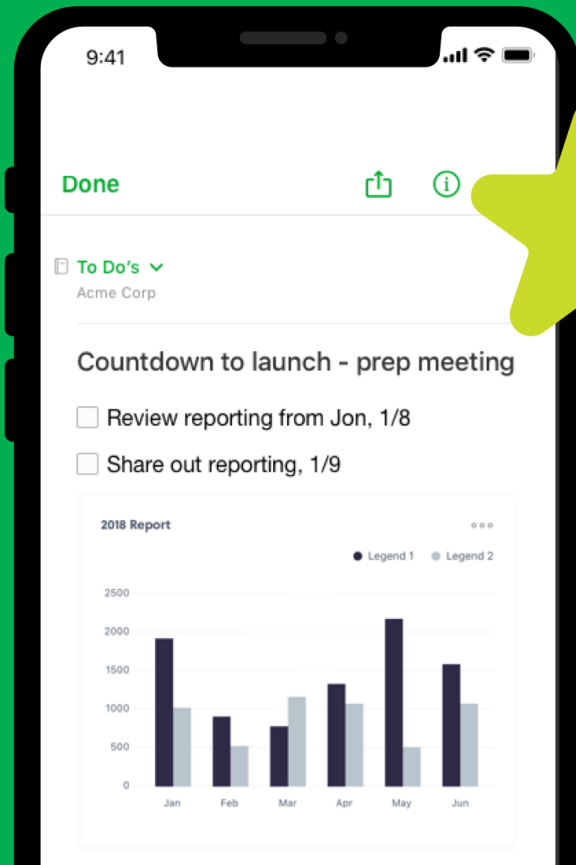 9:41
Done
To Do's
Acme Corp
Countdown to launch - prep meeting
Review reporting from Jon, 1/8
Share out reporting, 1/9
2018 Report
Legend 1 Legend 2
2500
2000
1500
1000
500
0
Jan Feb Mar Apr May Jun